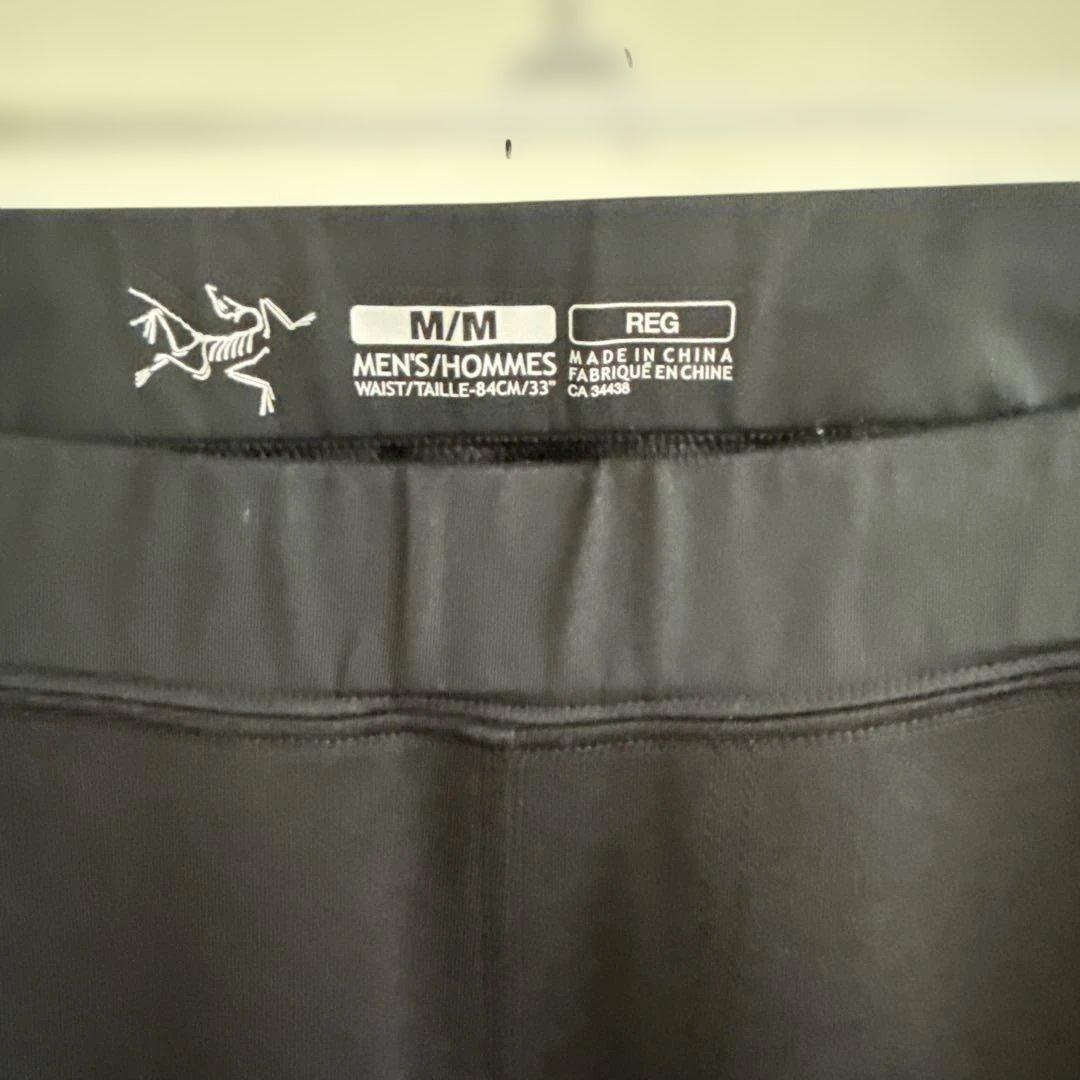 M/M
MEN'S/HOMMES
WAIST/TAILLE-84CM/33"
REG
MADE IN CHINA
FABRIQUÉ EN CHINE
CA 34438